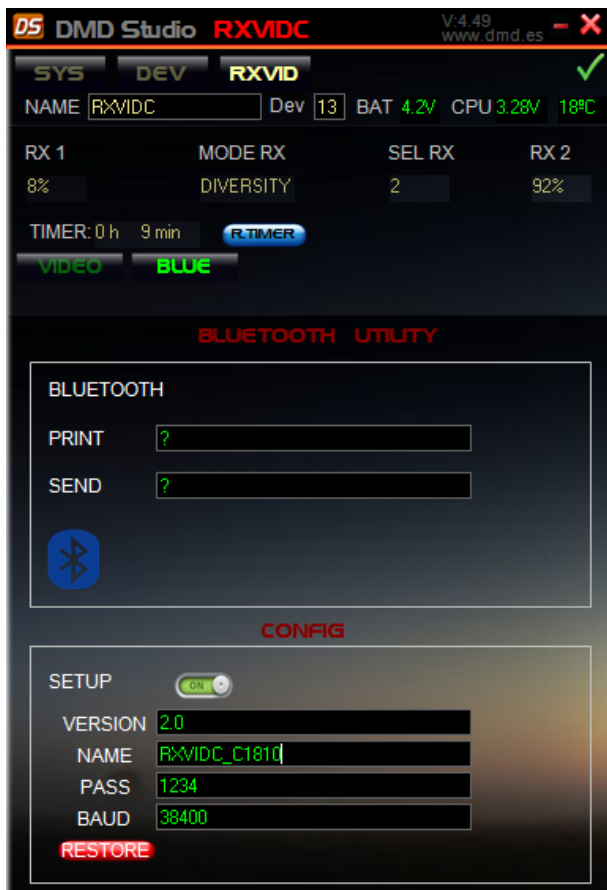 DS DMD Studio RXVIDC V:4.49
www.dmd.es
SYS DEV RXVID
NAME RXVIDC Dev 13 BAT 4.2V CPU 3.28V 18ºC
RX 1 MODE RX SEL RX RX 2
8% DIVERSITY 2 92%
TIMER: 0 h 9 min R.TIMER
VIDEO BLUE
BLUETOOTH UTILITY
BLUETOOTH
PRINT ?
SEND ?
CONFIG
SETUP ON
VERSION 2.0
NAME RXVIDC_C1810
PASS 1234
BAUD 38400
RESTORE